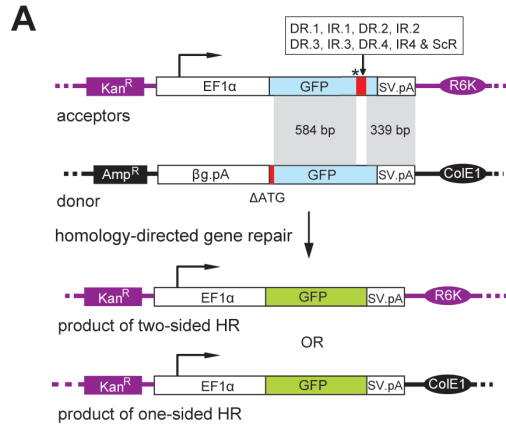 A
DR.1, IR.1, DR.2, IR.2
DR.3, IR.3, DR.4, IR4 & ScR
*
KanR EF1α GFP SV.pA R6K
acceptors
584 bp 339 bp
AmpR βg.pA GFP SV.pA ColE1
donor
ΔATG
homology-directed gene repair
KanR EF1α GFP SV.pA R6K
product of two-sided HR
OR
KanR EF1α GFP SV.pA ColE1
product of one-sided HR